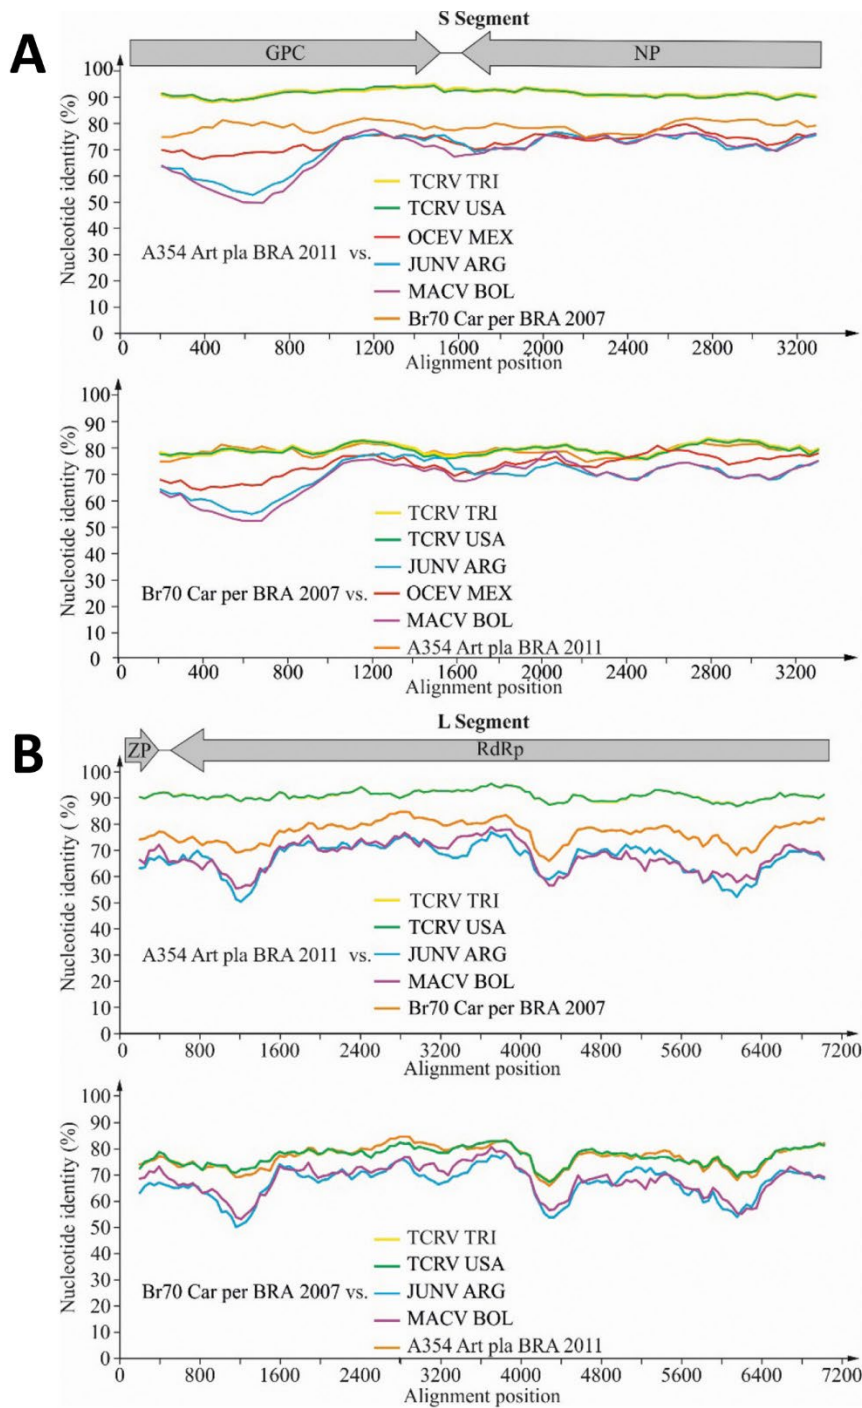 A
S Segment
GPC
NP
Nucleotide identity (%)
100
90
80
70
60
50
40
30
20
10
0
A354 Art pla BRA 2011 vs.
TCRV TRI
TCRV USA
OCEV MEX
JUNV ARG
MACV BOL
Br70 Car per BRA 2007
0 400 800 1200 1600 2000 2400 2800 3200
Alignment position
Nucleotide identity (%)
100
90
80
70
60
50
40
30
20
10
0
Br70 Car per BRA 2007 vs.
TCRV TRI
TCRV USA
JUNV ARG
OCEV MEX
MACV BOL
A354 Art pla BRA 2011
0 400 800 1200 1600 2000 2400 2800 3200
Alignment position
B
L Segment
ZP
RdRp
Nucleotide identity ( %)
100
90
80
70
60
50
40
30
20
10
0
A354 Art pla BRA 2011 vs.
TCRV TRI
TCRV USA
JUNV ARG
MACV BOL
Br70 Car per BRA 2007
0 800 1600 2400 3200 4000 4800 5600 6400 7200
Alignment position
Nucleotide identity (%)
100
90
80
70
60
50
40
30
20
10
0
Br70 Car per BRA 2007 vs.
TCRV TRI
TCRV USA
JUNV ARG
MACV BOL
A354 Art pla BRA 2011
0 800 1600 2400 3200 4000 4800 5600 6400 7200
Alignment position